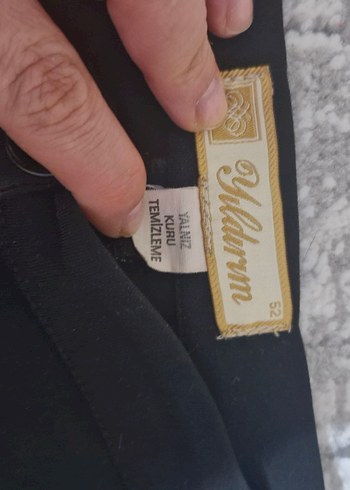 Yıldırım
52
YALNIZ
KURU
TEMİZLEME